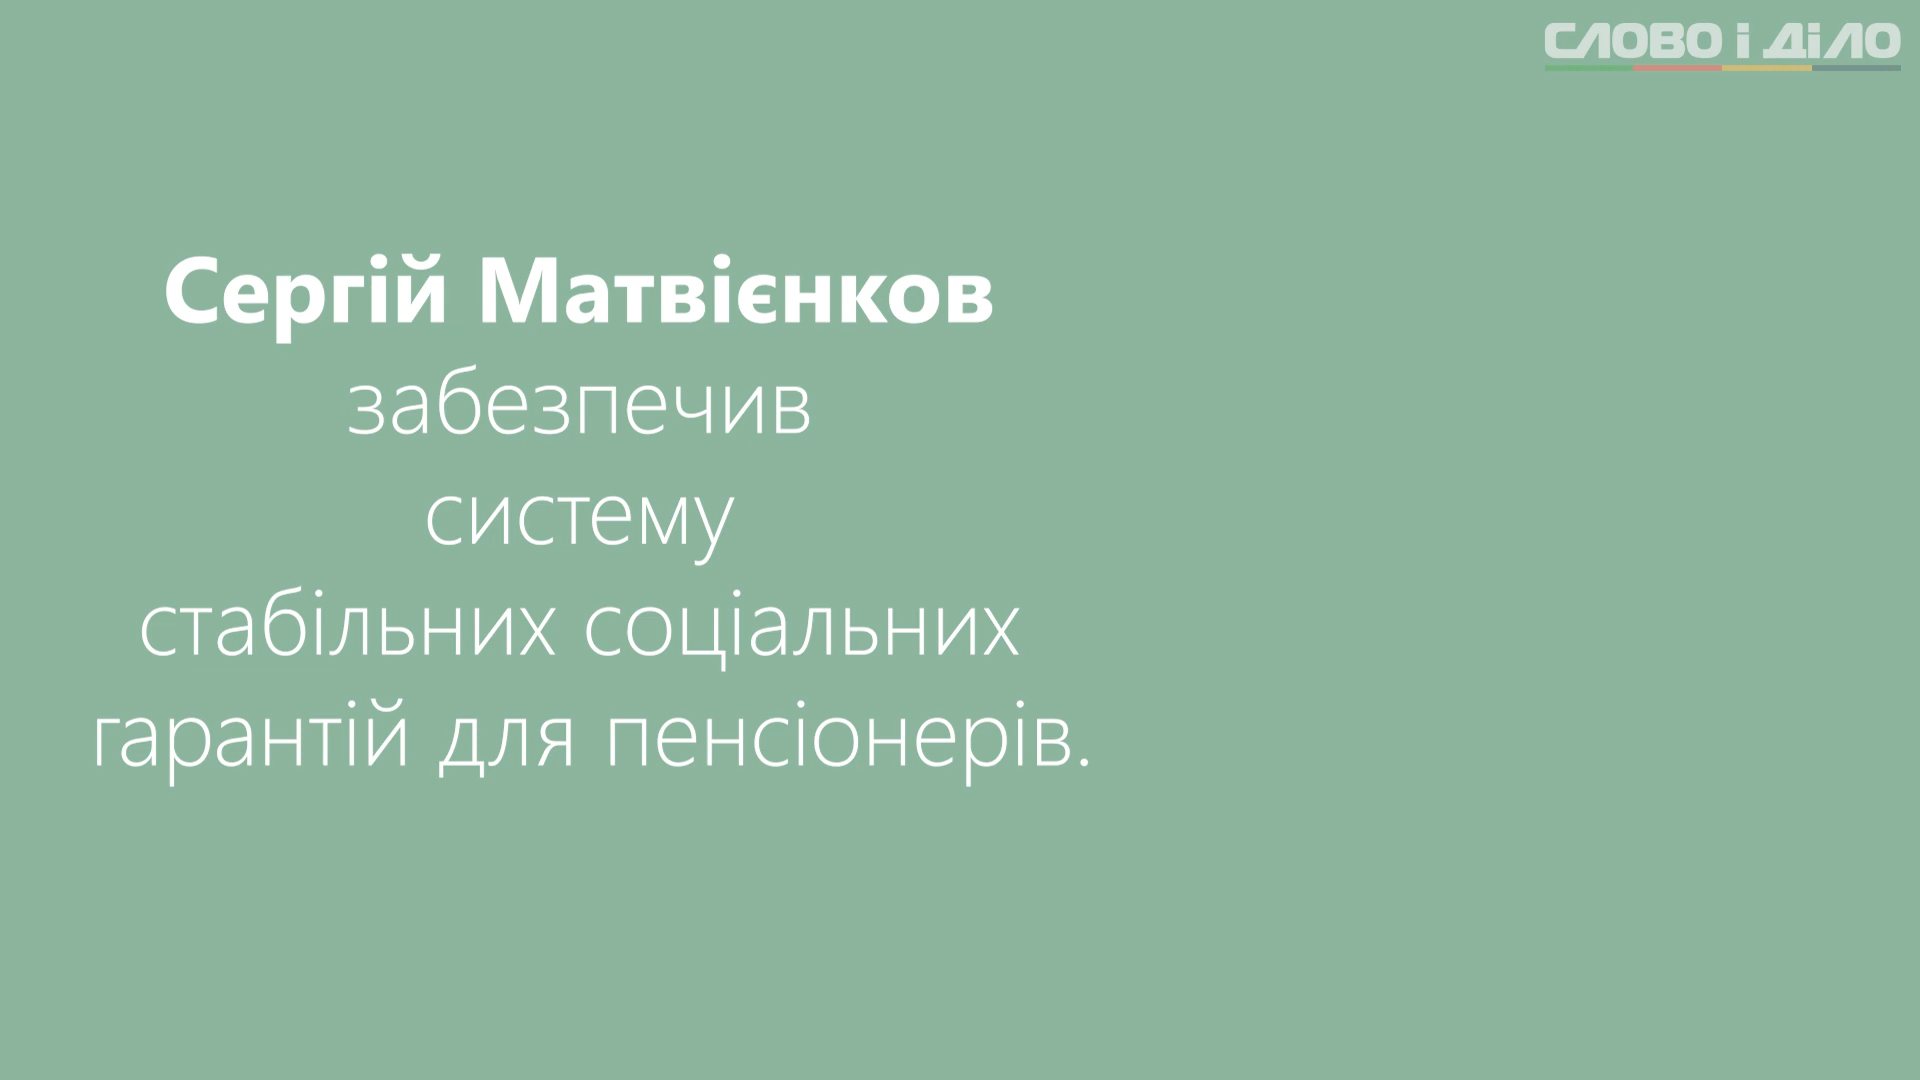 СЛОВО і ДіЛО
Сергій Матвієнков
забезпечив
систему
стабільних соціальних
гарантій для пенсіонерів.